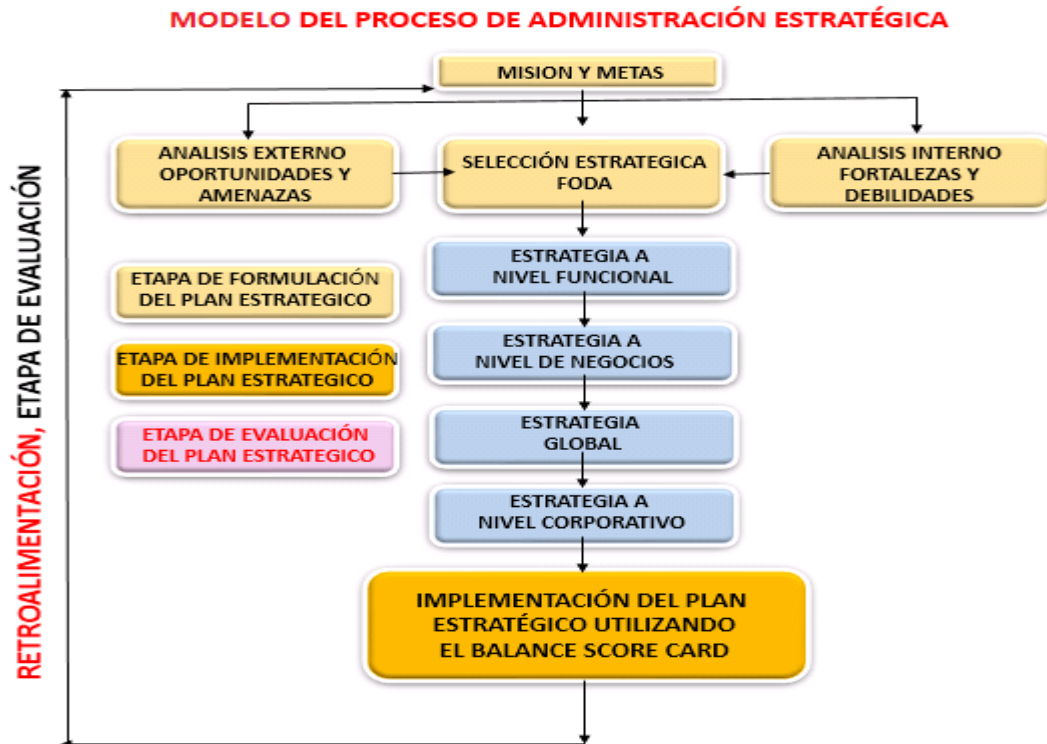 MODELO DEL PROCESO DE ADMINISTRACIÓN ESTRATÉGICA
MISION Y METAS
ANALISIS EXTERNO
OPORTUNIDADES Y
AMENAZAS
SELECCIÓN ESTRATEGICA
FODA
ANALISIS INTERNO
FORTALEZAS Y
DEBILIDADES
ESTRATEGIA A
NIVEL FUNCIONAL
ETAPA DE FORMULACIÓN
DEL PLAN ESTRATEGICO
ESTRATEGIA A
NIVEL DE NEGOCIOS
ETAPA DE IMPLEMENTACIÓN
DEL PLAN ESTRATEGICO
ESTRATEGIA
GLOBAL
ETAPA DE EVALUACIÓN
DEL PLAN ESTRATEGICO
ESTRATEGIA A
NIVEL CORPORATIVO
IMPLEMENTACIÓN DEL PLAN
ESTRATÉGICO UTILIZANDO
EL BALANCE SCORE CARD
RETROALIMENTACIÓN, ETAPA DE EVALUACIÓN